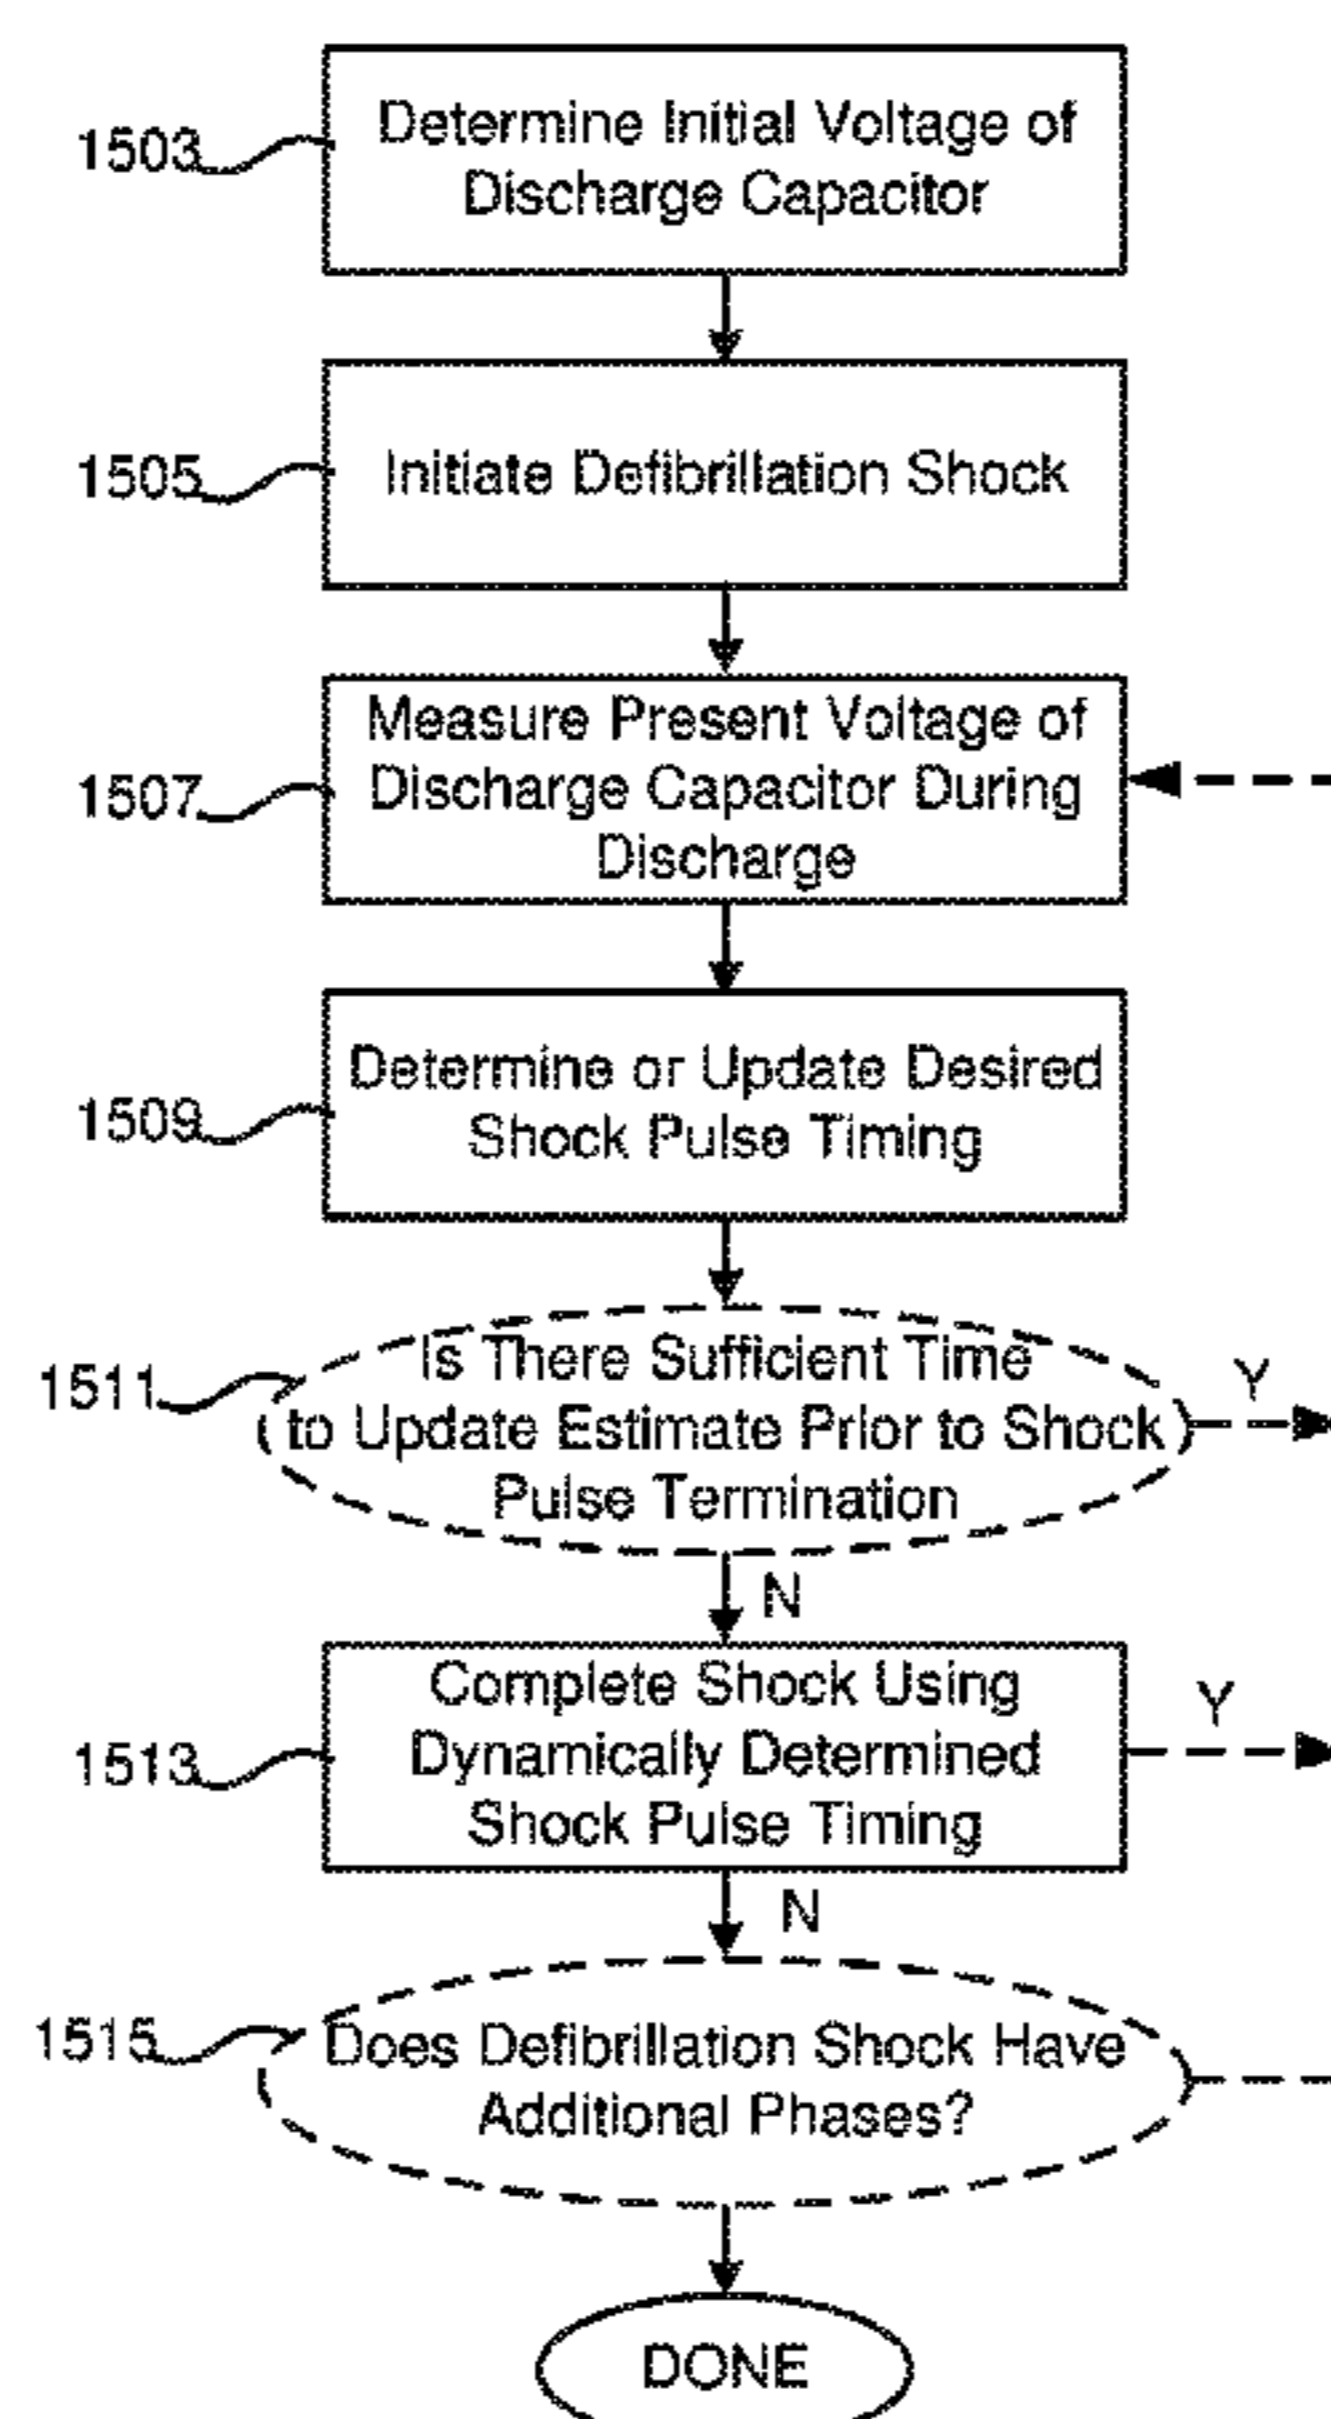 1503
Determine Initial Voltage of
Discharge Capacitor
1505
Initiate Defibrillation Shock
1507
Measure Present Voltage of
Discharge Capacitor During
Discharge
1509
Determine or Update Desired
Shock Pulse Timing
1511
Is There Sufficient Time
to Update Estimate Prior to Shock
Pulse Termination
Y
N
1513
Complete Shock Using
Dynamically Determined
Shock Pulse Timing
Y
N
1515
Does Defibrillation Shock Have
Additional Phases?
DONE